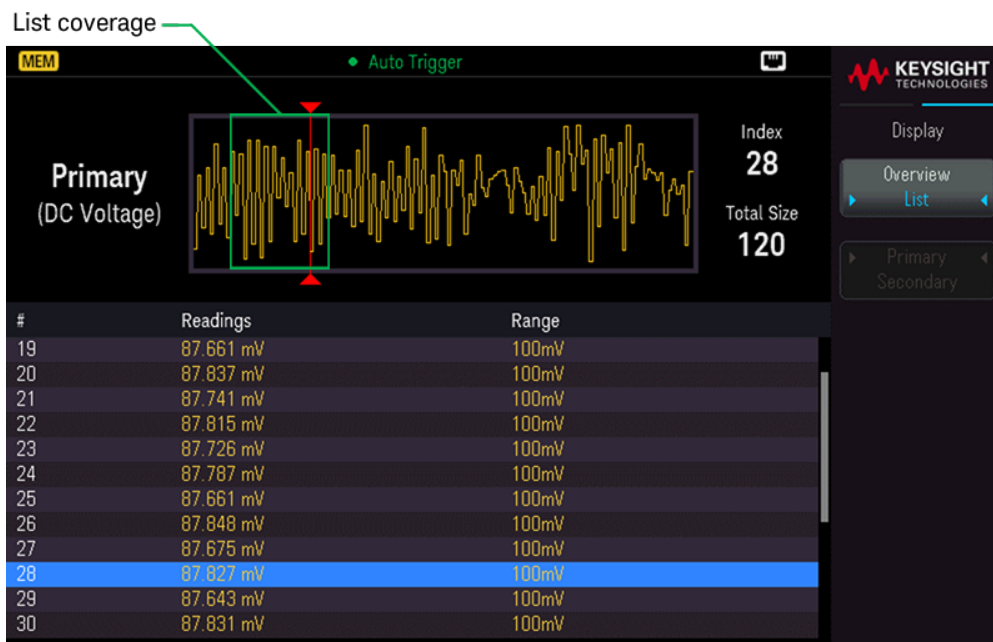 List coverage
MEM
Auto Trigger
KEYSIGHT
TECHNOLOGIES
Primary
(DC Voltage)
Index
28
Total Size
120
Display
Overview
List
Primary
Secondary
# Readings Range
19 87.661 mV 100mV
20 87.837 mV 100mV
21 87.741 mV 100mV
22 87.815 mV 100mV
23 87.726 mV 100mV
24 87.787 mV 100mV
25 87.661 mV 100mV
26 87.848 mV 100mV
27 87.675 mV 100mV
28 87.827 mV 100mV
29 87.643 mV 100mV
30 87.831 mV 100mV